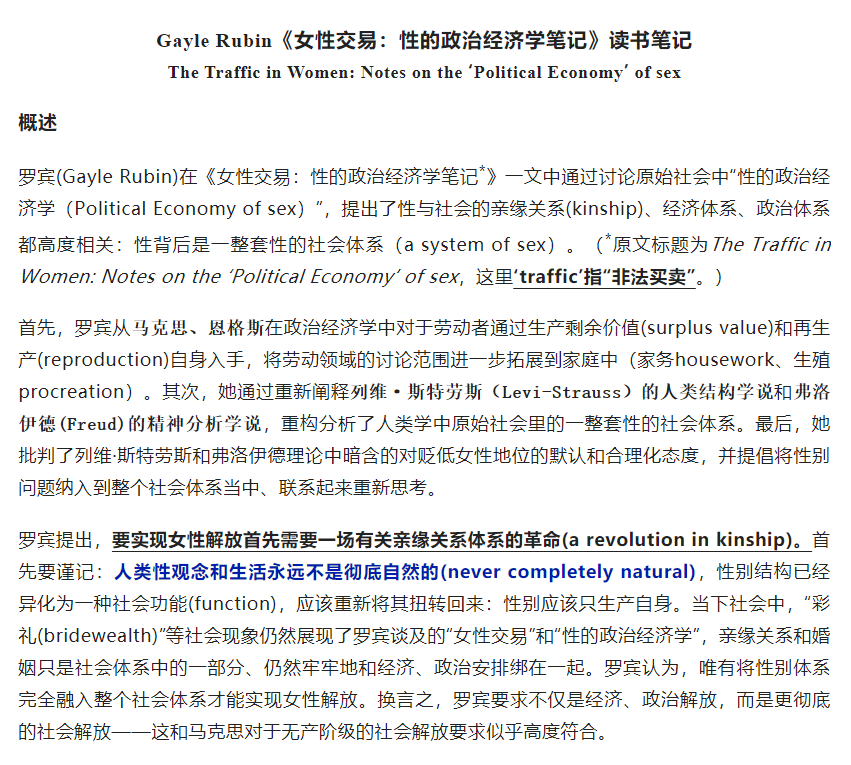 Gayle Rubin《女性交易：性的政治经济学笔记》读书笔记
The Traffic in Women: Notes on the ‘Political Economy’ of sex
概述
罗宾(Gayle Rubin)在《女性交易：性的政治经济学笔记*》一文中通过讨论原始社会中“性的政治经
济学（Political Economy of sex）”，提出了性与社会的亲缘关系(kinship)、经济体系、政治体系
都高度相关：性背后是一整套性的社会体系（a system of sex）。（*原文标题为The Traffic in
Women: Notes on the ‘Political Economy’ of sex，这里‘traffic’指“非法买卖”。）
首先，罗宾从马克思、恩格斯在政治经济学中对于劳动者通过生产剩余价值(surplus value)和再生
产(reproduction)自身入手，将劳动领域的讨论范围进一步拓展到家庭中（家务housework、生殖
procreation）。其次，她通过重新阐释列维·斯特劳斯（Levi-Strauss）的人类结构学说和弗洛
伊德(Freud)的精神分析学说，重构分析了人类学中原始社会里的一整套性的社会体系。最后，她
批判了列维·斯特劳斯和弗洛伊德理论中暗含的对贬低女性地位的默认和合理化态度，并提倡将性别
问题纳入到整个社会体系当中、联系起来重新思考。
罗宾提出，要实现女性解放首先需要一场有关亲缘关系体系的革命(a revolution in kinship)。首
先要谨记：人类性观念和生活永远不是彻底自然的(never completely natural)，性别结构已经
异化为一种社会功能(function)，应该重新将其扭转回来：性别应该只生产自身。当下社会中，“彩
礼(bridewealth)”等社会现象仍然展现了罗宾谈及的“女性交易”和“性的政治经济学”，亲缘关系和婚
姻只是社会体系中的一部分、仍然牢牢地和经济、政治安排绑在一起。罗宾认为，唯有将性别体系
完全融入整个社会体系才能实现女性解放。换言之，罗宾要求不仅是经济、政治解放，而是更彻底
的社会解放——这和马克思对于无产阶级的社会解放要求似乎高度符合。